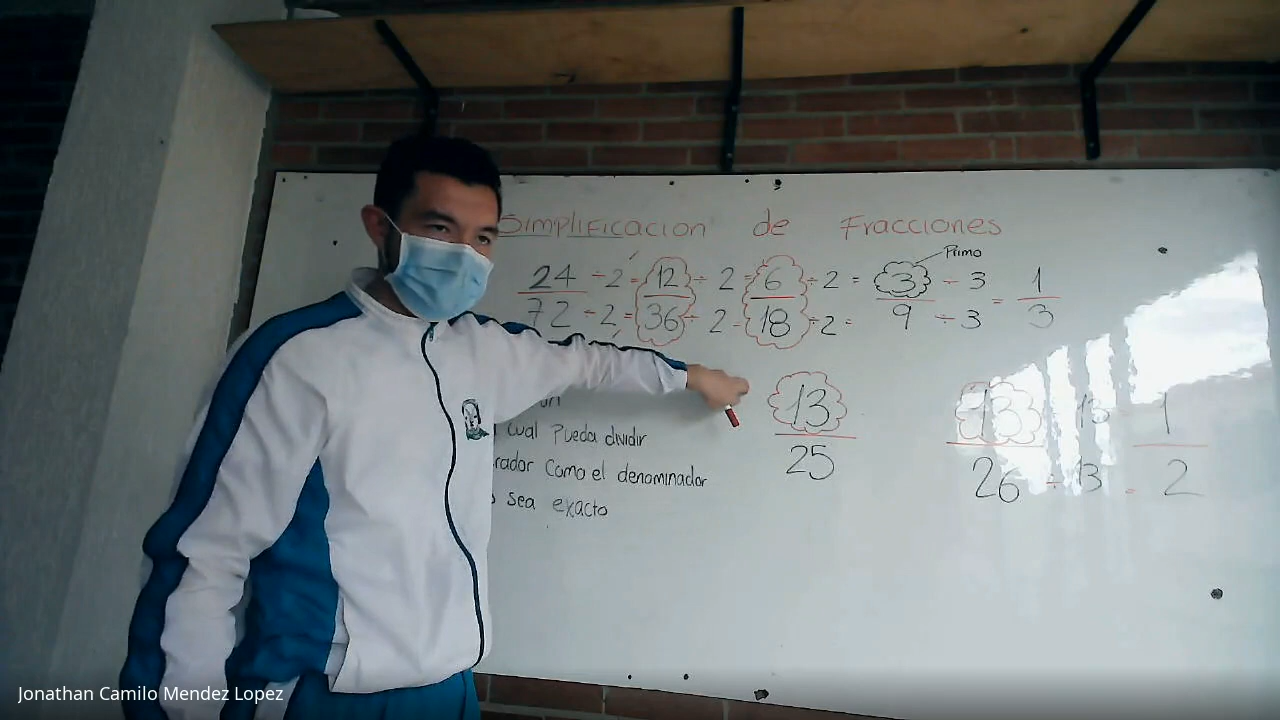 Simplificacion de Fracciones
Primo
24 ÷ 2 = 12 ÷ 2 = 6 ÷ 2 = 3 ÷ 3 = 1
72 ÷ 2 = 36 ÷ 2 = 18 ÷ 2 = 9 ÷ 3 = 3
13 13 13 1
25 26 ÷ 13 = 2
cual Pueda dividir
rador Como el denominador
sea exacto
Jonathan Camilo Mendez Lopez